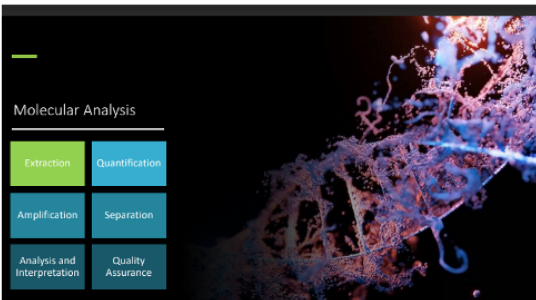 Molecular Analysis
Extraction
Quantification
Amplification
Separation
Analysis and
Interpretation
Quality
Assurance